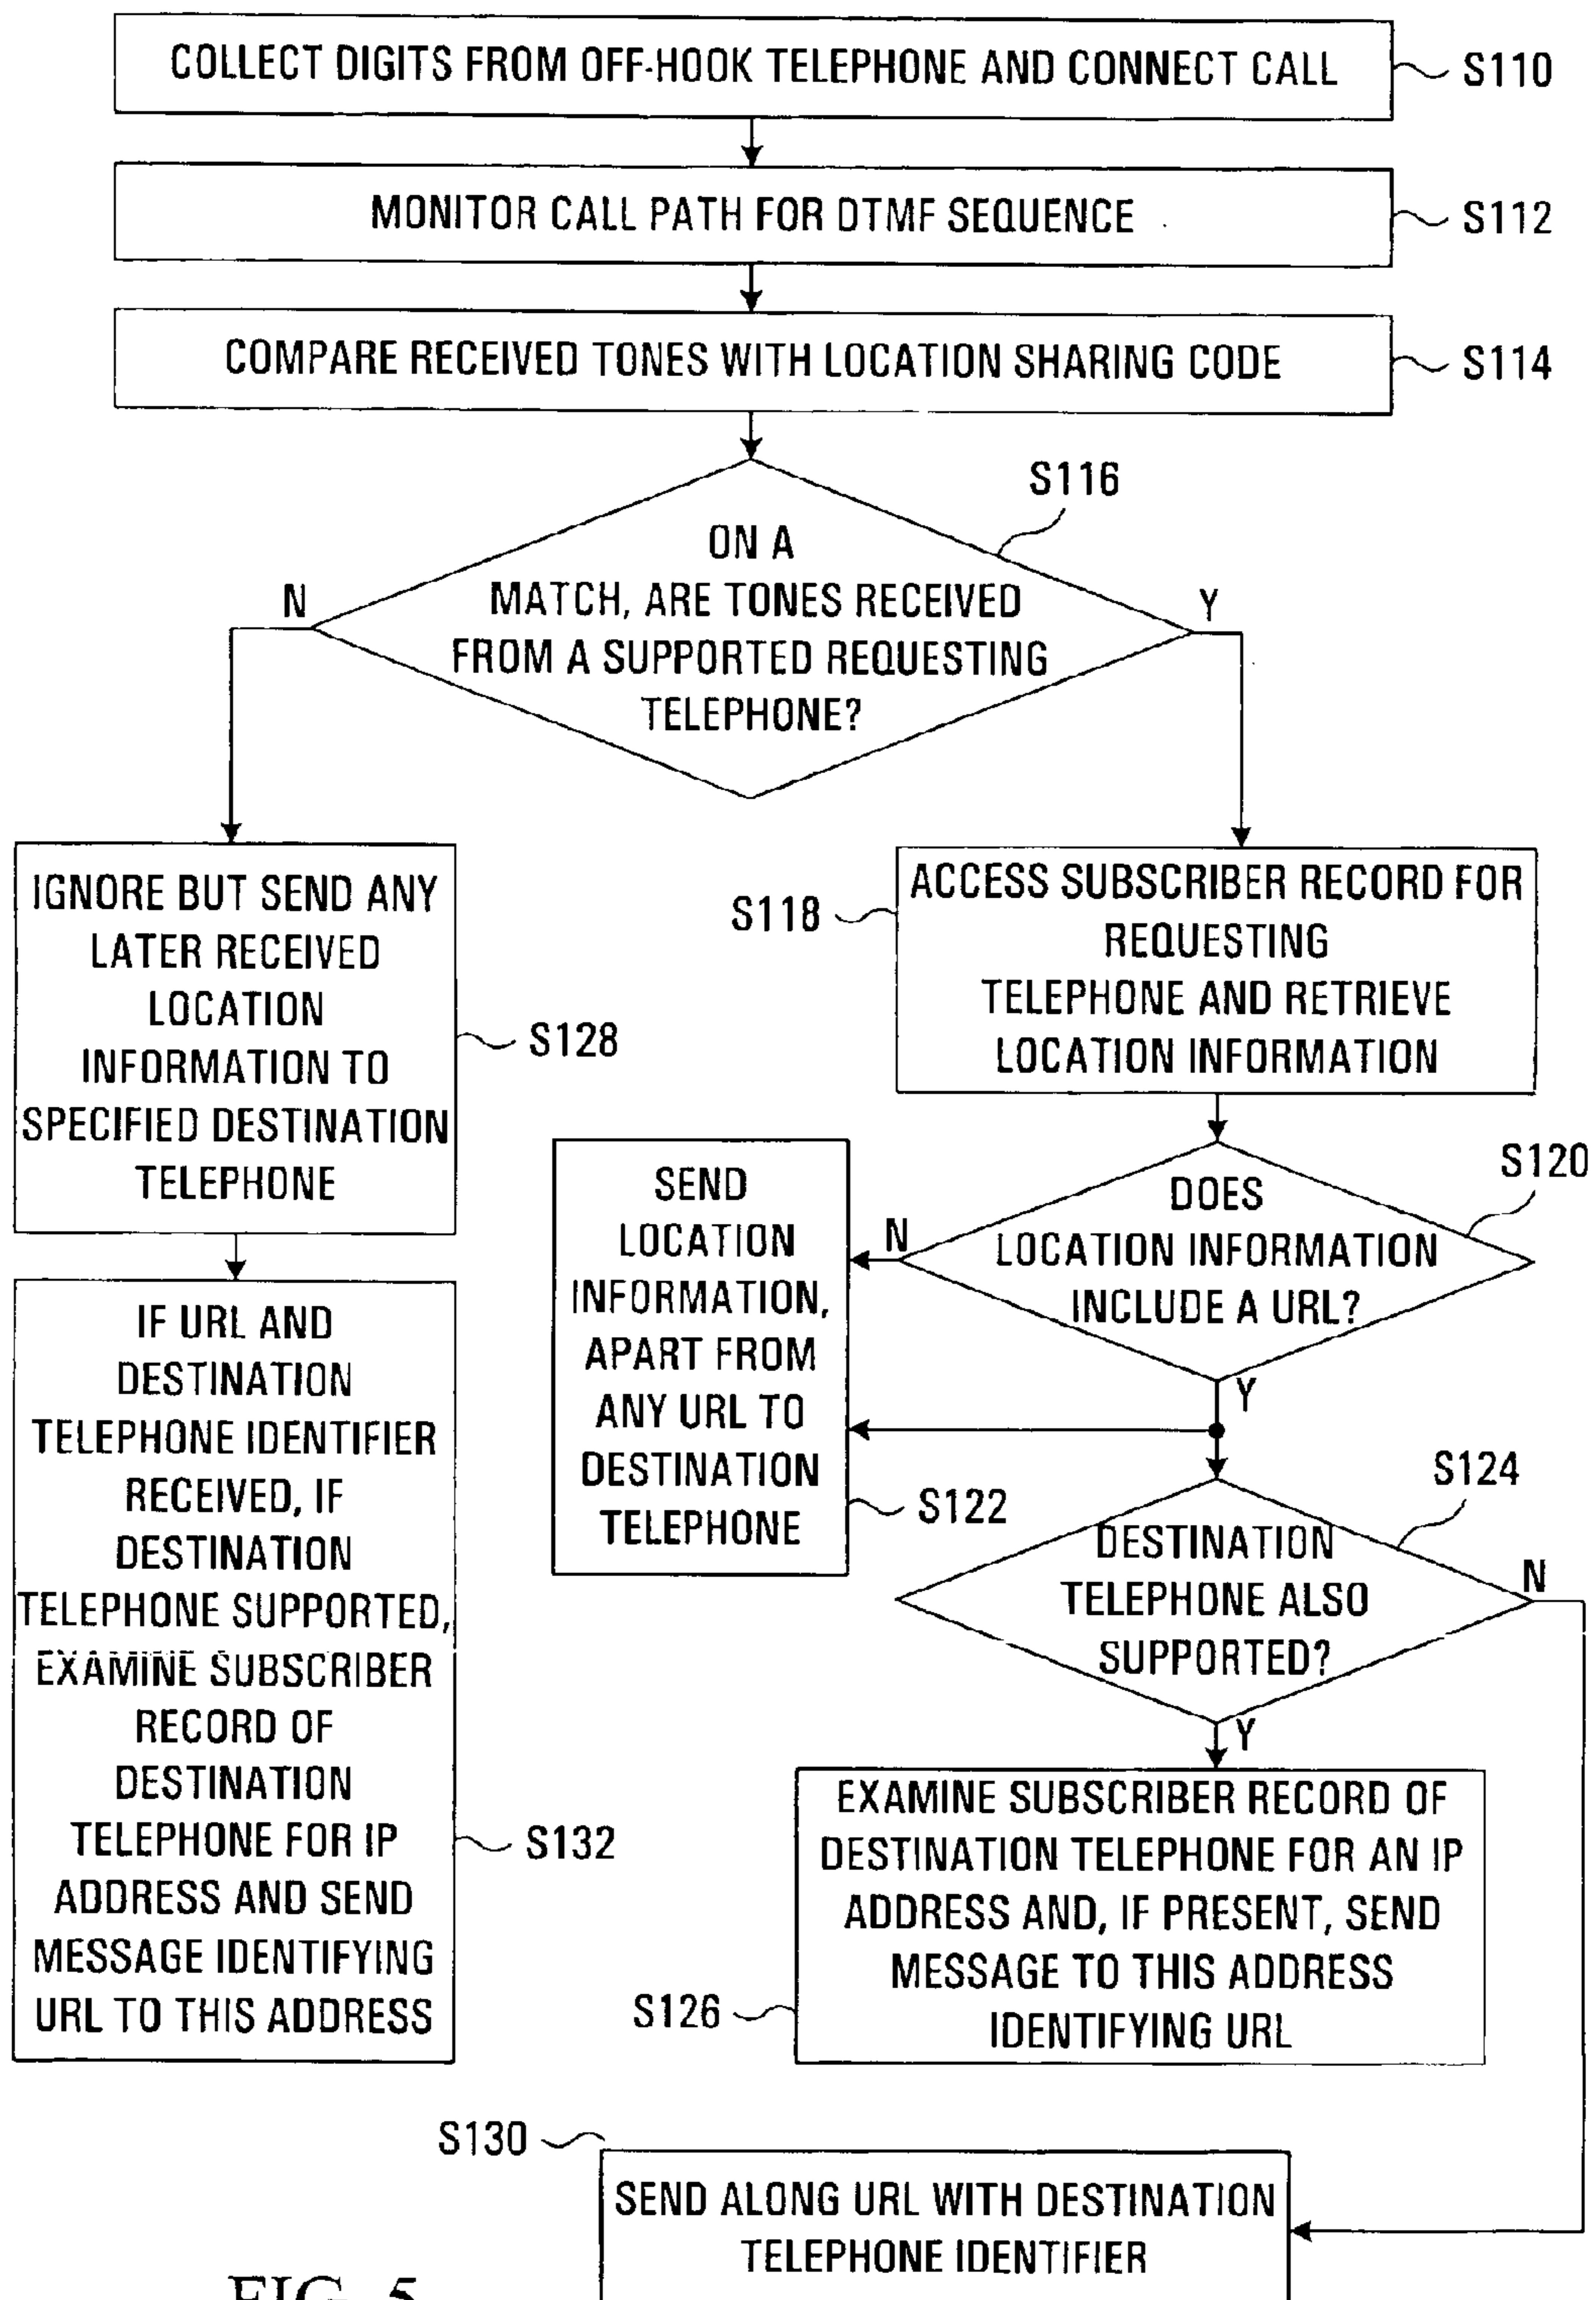 COLLECT DIGITS FROM OFF-HOOK TELEPHONE AND CONNECT CALL
S110
MONITOR CALL PATH FOR DTMF SEQUENCE
S112
COMPARE RECEIVED TONES WITH LOCATION SHARING CODE
S114
S116
ON A
MATCH, ARE TONES RECEIVED
FROM A SUPPORTED REQUESTING
TELEPHONE?
N
Y
IGNORE BUT SEND ANY
LATER RECEIVED
LOCATION
INFORMATION TO
SPECIFIED DESTINATION
TELEPHONE
S128
IF URL AND
DESTINATION
TELEPHONE IDENTIFIER
RECEIVED, IF
DESTINATION
TELEPHONE SUPPORTED,
EXAMINE SUBSCRIBER
RECORD OF
DESTINATION
TELEPHONE FOR IP
ADDRESS AND SEND
MESSAGE IDENTIFYING
URL TO THIS ADDRESS
S132
S118
ACCESS SUBSCRIBER RECORD FOR
REQUESTING
TELEPHONE AND RETRIEVE
LOCATION INFORMATION
S120
DOES
LOCATION INFORMATION
INCLUDE A URL?
N
Y
SEND
LOCATION
INFORMATION,
APART FROM
ANY URL TO
DESTINATION
TELEPHONE
S122
S124
DESTINATION
TELEPHONE ALSO
SUPPORTED?
N
Y
EXAMINE SUBSCRIBER RECORD OF
DESTINATION TELEPHONE FOR AN IP
ADDRESS AND, IF PRESENT, SEND
MESSAGE TO THIS ADDRESS
IDENTIFYING URL
S126
S130
SEND ALONG URL WITH DESTINATION
TELEPHONE IDENTIFIER
FIG. 5